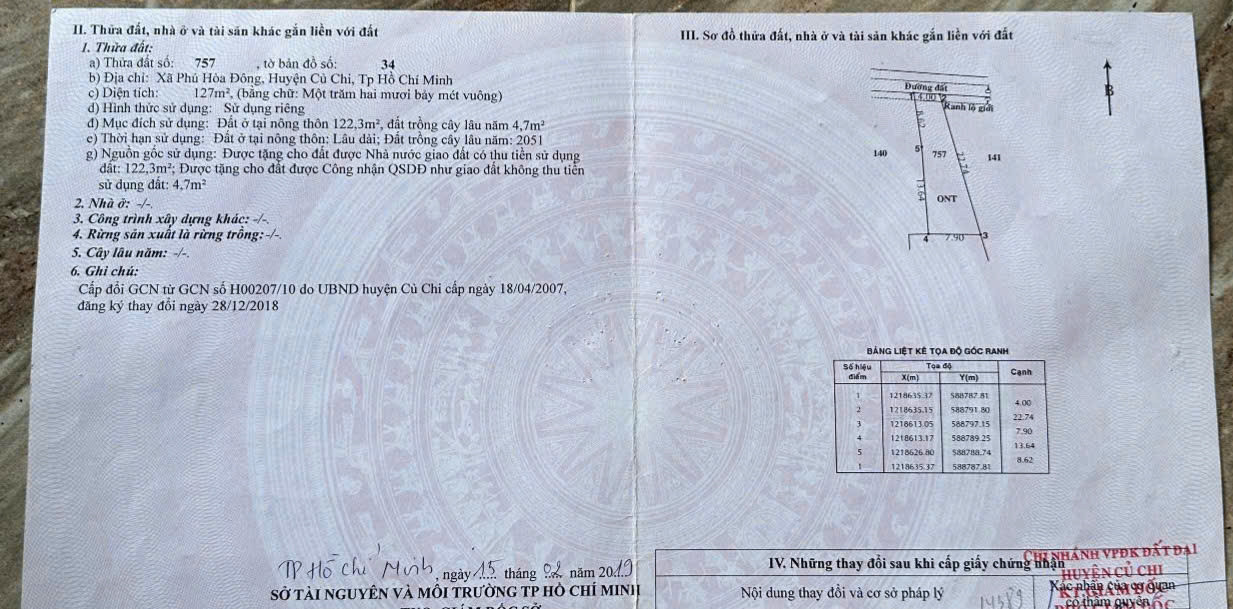 II. Thửa đất, nhà ở và tài sản khác gắn liền với đất
1. Thửa đất:
a) Thửa đất số: 757 , tờ bản đồ số: 34
b) Địa chỉ: Xã Phú Hòa Đông, Huyện Củ Chi, Tp Hồ Chí Minh
c) Diện tích: 127m², (bằng chữ: Một trăm hai mươi bảy mét vuông)
d) Hình thức sử dụng: Sử dụng riêng
đ) Mục đích sử dụng: Đất ở tại nông thôn 122,3m², đất trồng cây lâu năm 4,7m²
e) Thời hạn sử dụng: Đất ở tại nông thôn: Lâu dài; Đất trồng cây lâu năm: 2051
g) Nguồn gốc sử dụng: Được tặng cho đất được Nhà nước giao đất có thu tiền sử dụng
đất: 122,3m²; Được tặng cho đất được Công nhận QSDĐ như giao đất không thu tiền
sử dụng đất: 4,7m²
2. Nhà ở: -/-.
3. Công trình xây dựng khác: -/-.
4. Rừng sản xuất là rừng trồng: -/-.
5. Cây lâu năm: -/-.
6. Ghi chú:
Cấp đổi GCN từ GCN số H00207/10 do UBND huyện Củ Chi cấp ngày 18/04/2007,
đăng ký thay đổi ngày 28/12/2018
TP Hồ Chí Minh, ngày 15 tháng 02 năm 2019
SỞ TÀI NGUYÊN VÀ MÔI TRƯỜNG TP HỒ CHÍ MINH
III. Sơ đồ thửa đất, nhà ở và tài sản khác gắn liền với đất
B
Đường đất
1 4.00 2
Ranh lộ giới
8.62
140 5 757 22.74 141
13.64
ONT
4 7.90 3
BẢNG LIỆT KÊ TỌA ĐỘ GÓC RANH
Số hiệu điểm Tọa độ Cạnh
X(m) Y(m)
1 1218635.37 588787.81
4.00
2 1218635.15 588791.80
22.74
3 1218613.05 588797.15
7.90
4 1218613.17 588789.25
13.64
5 1218626.80 588788.74
8.62
1 1218635.37 588787.81
IV. Những thay đổi sau khi cấp giấy chứng nhận
CHI NHÁNH VPĐK ĐẤT ĐAI
HUYỆN CỦ CHI
Nội dung thay đổi và cơ sở pháp lý
Xác nhận của cơ quan
có thẩm quyền
KT.GIÁM ĐỐC